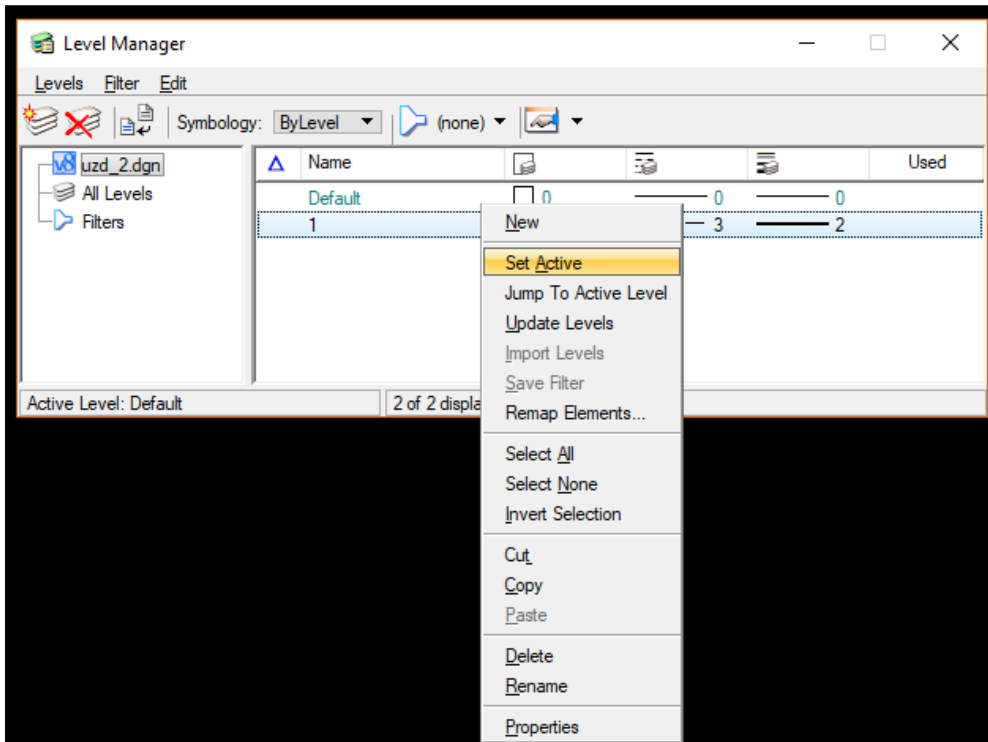 Level Manager
Levels Filter Edit
Symbology: ByLevel (none)
V8 uzd_2.dgn
All Levels
Filters
Name Used
Default 0 0 0
1 3 2
New
Set Active
Jump To Active Level
Update Levels
Import Levels
Save Filter
Remap Elements...
Select All
Select None
Invert Selection
Cut
Copy
Paste
Delete
Rename
Properties
Active Level: Default 2 of 2 displa